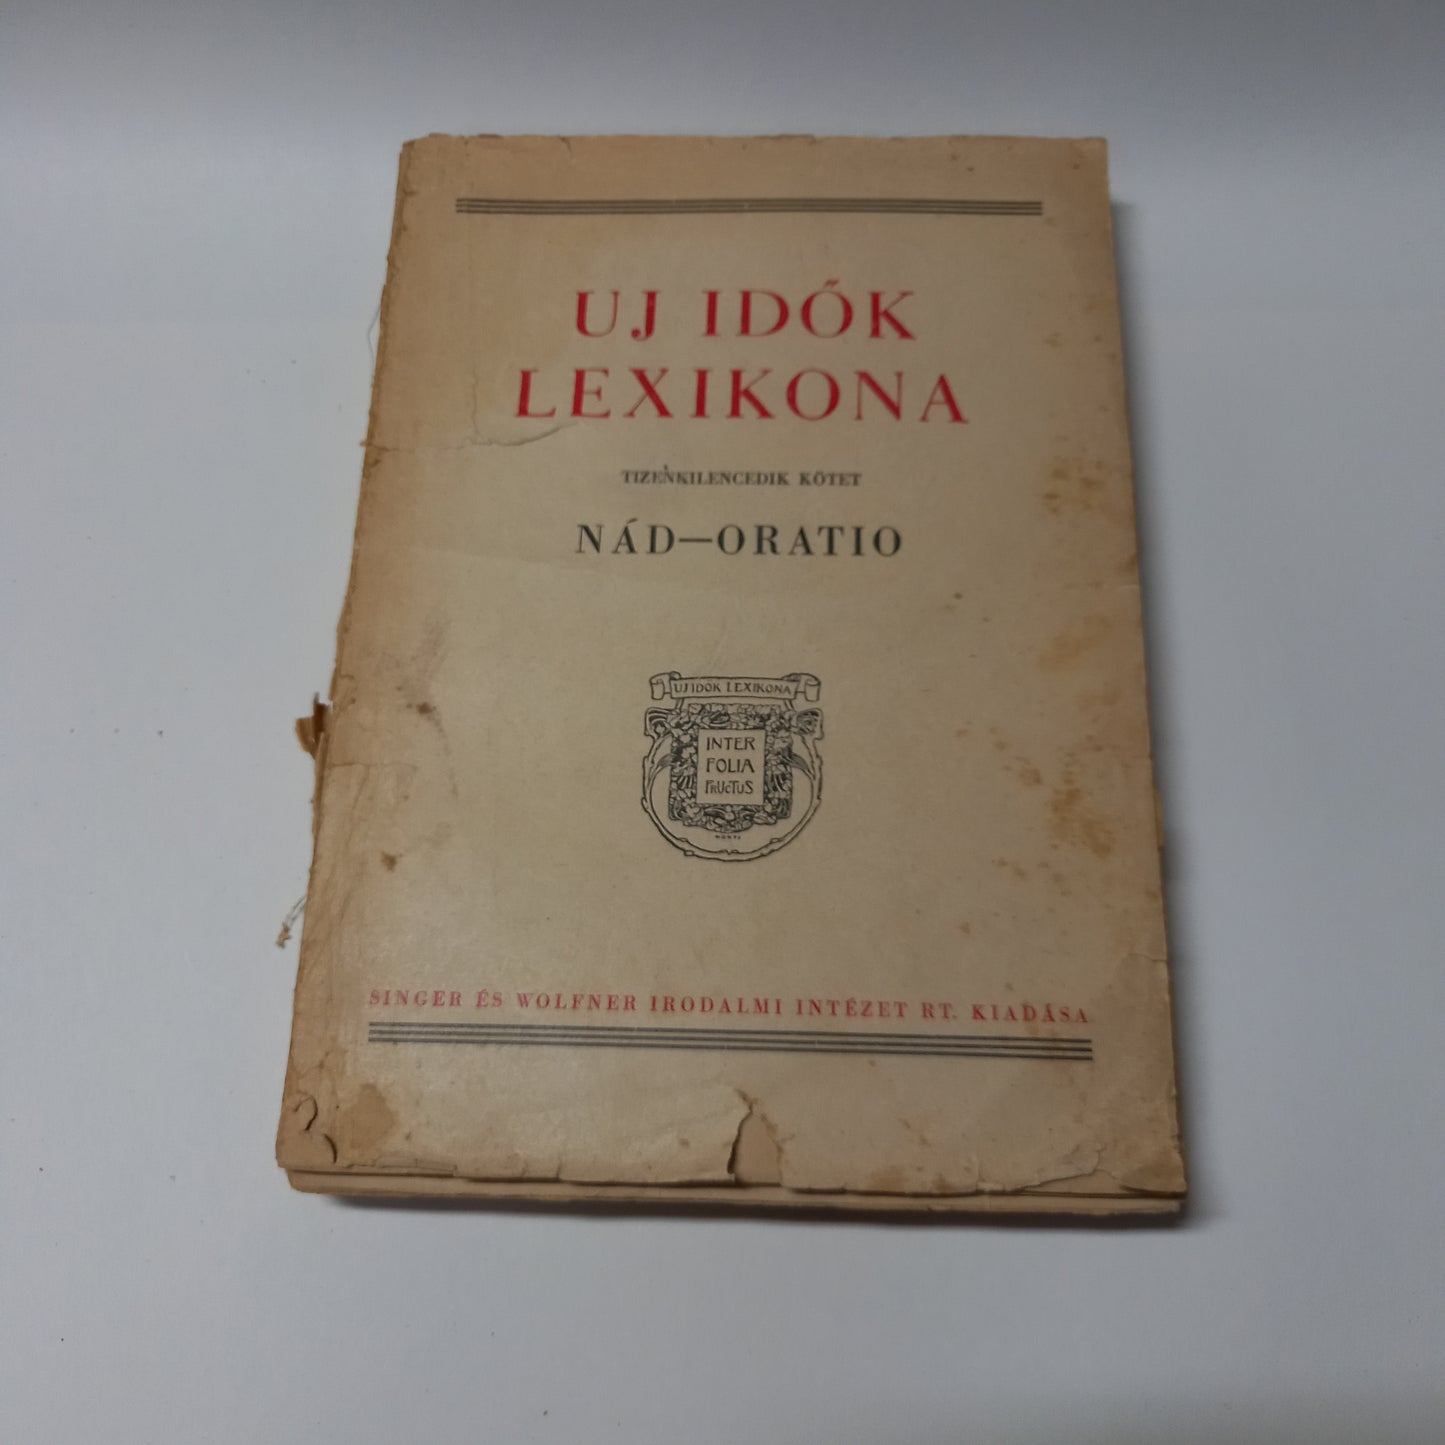 UJ IDŐK
LEXIKONA
TIZENKILENCEDIK KÖTET
NÁD—ORATIO
UJ IDŐK LEXIKONA
INTER
FOLIA
FRUCTUS
SINGER ÉS WOLFNER IRODALMI INTÉZET RT. KIADÁSA